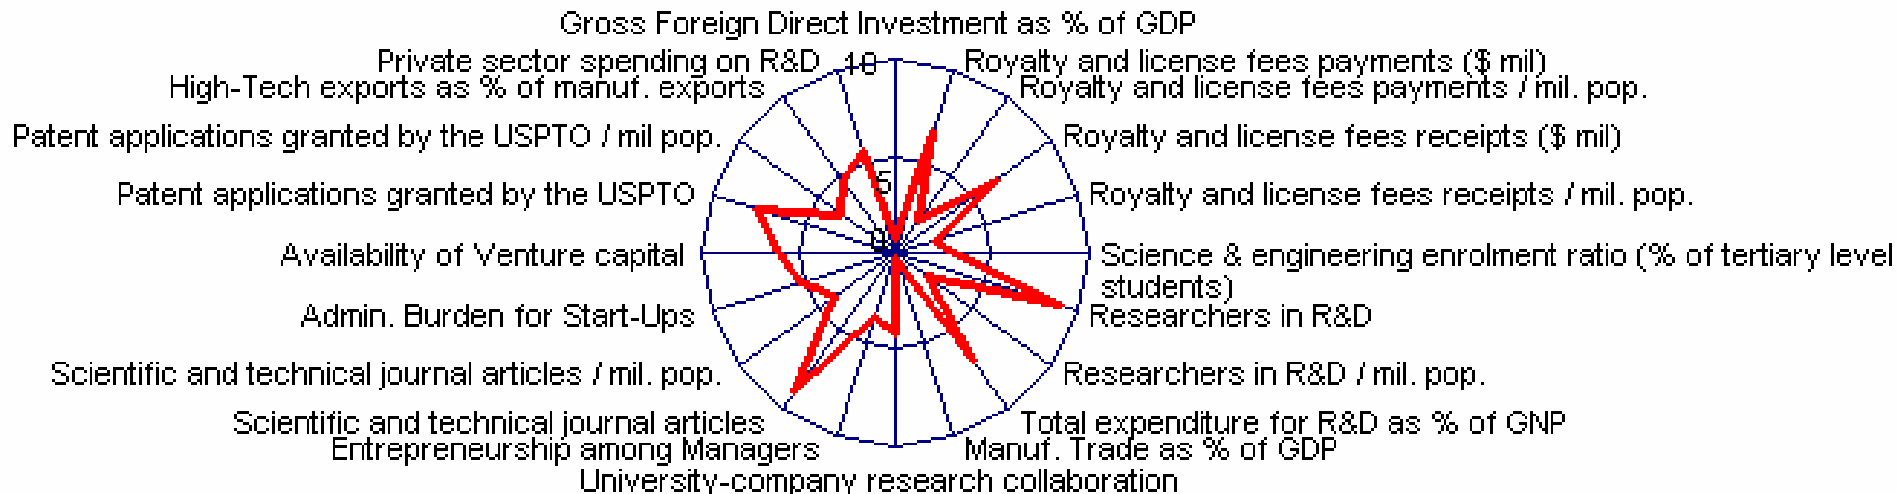 Gross Foreign Direct Investment as % of GDP
Private sector spending on R&D
10
Royalty and license fees payments ($ mil)
High-Tech exports as % of manuf. exports
Royalty and license fees payments / mil. pop.
Patent applications granted by the USPTO / mil pop.
Royalty and license fees receipts ($ mil)
5
Patent applications granted by the USPTO
Royalty and license fees receipts / mil. pop.
0
Availability of Venture capital
Science & engineering enrolment ratio (% of tertiary level
students)
Admin. Burden for Start-Ups
Researchers in R&D
Scientific and technical journal articles / mil. pop.
Researchers in R&D / mil. pop.
Scientific and technical journal articles
Total expenditure for R&D as % of GNP
Entrepreneurship among Managers
Manuf. Trade as % of GDP
University-company research collaboration